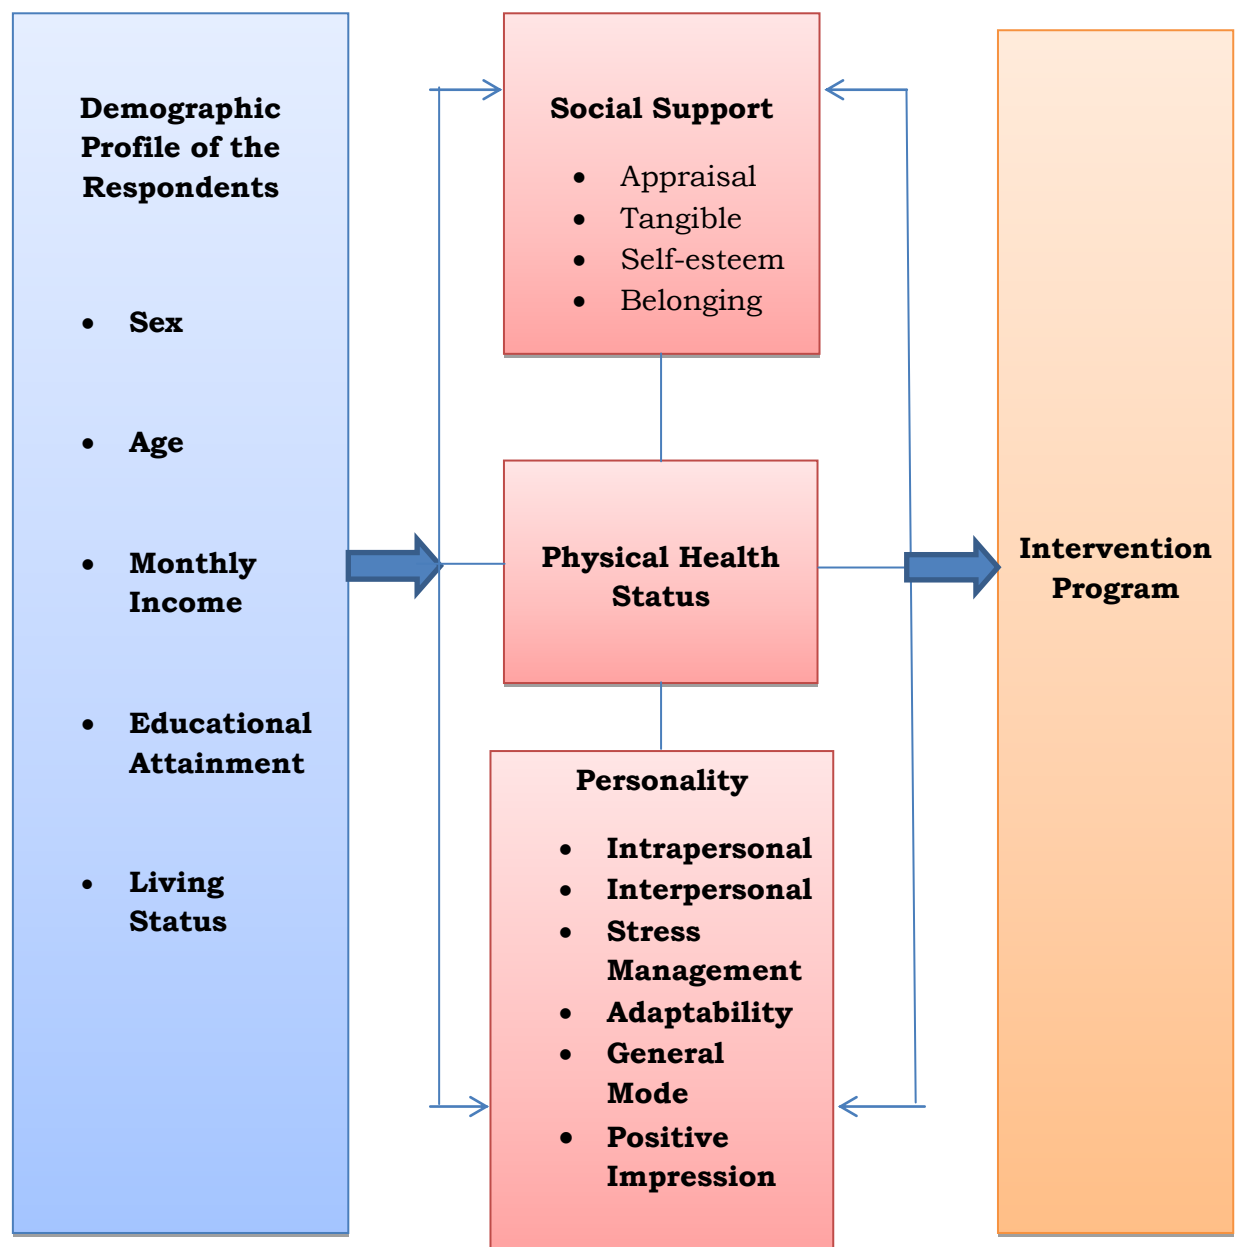 Demographic
Profile of the
Respondents
• Sex
• Age
• Monthly
Income
• Educational
Attainment
• Living
Status
Social Support
• Appraisal
• Tangible
• Self-esteem
• Belonging
Physical Health
Status
Personality
• Intrapersonal
• Interpersonal
• Stress
Management
• Adaptability
• General
Mode
• Positive
Impression
Intervention
Program